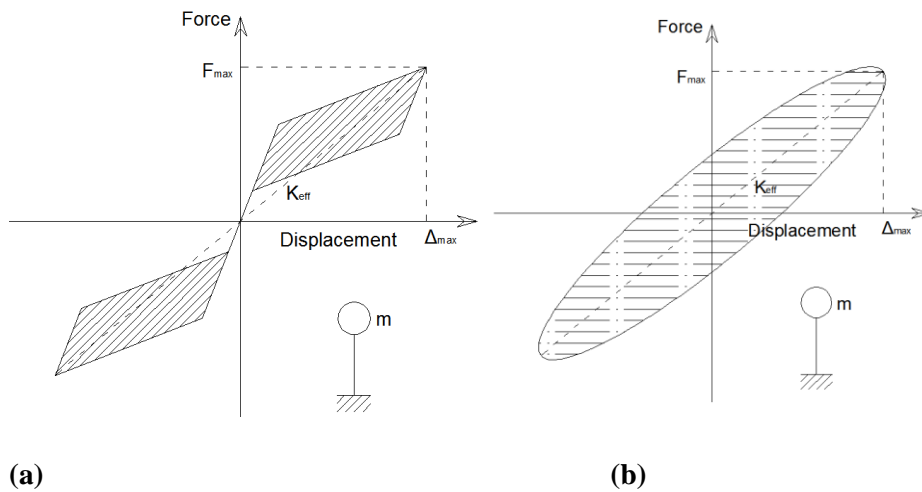 Force
Fmax
Keff
Displacement
Δmax
m
(a)
Force
Fmax
Keff
Displacement
Δmax
m
(b)